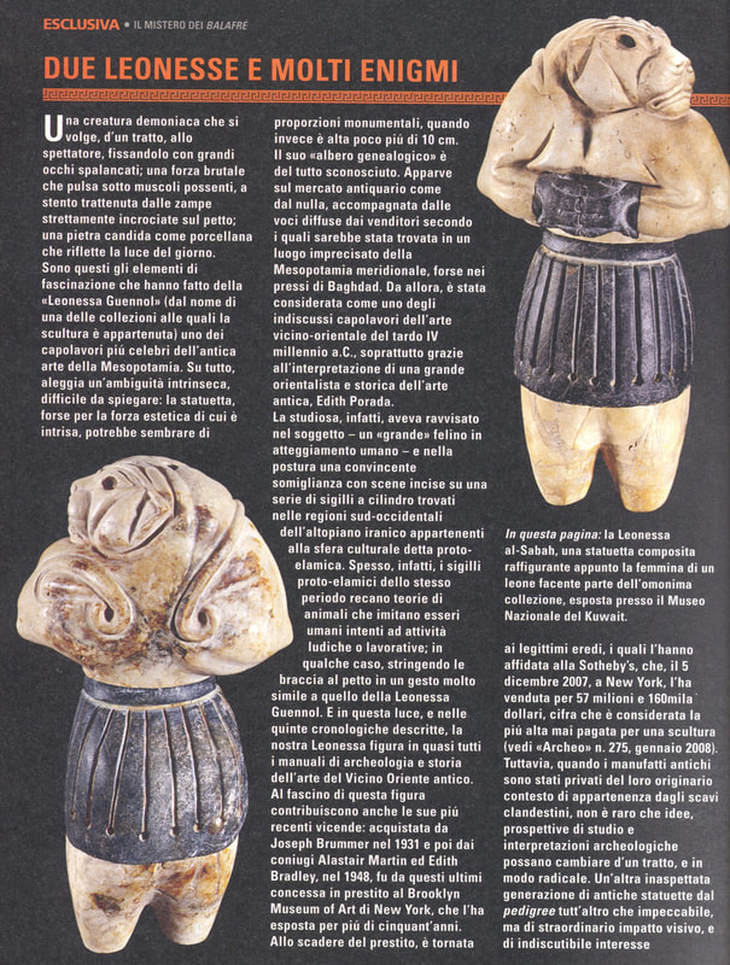 ESCLUSIVA • IL MISTERO DEI BALAFRÉ
DUE LEONESSE E MOLTI ENIGMI
Una creatura demoniaca che si
volge, d'un tratto, allo
spettatore, fissandolo con grandi
occhi spalancati; una forza brutale
che pulsa sotto muscoli possenti, a
stento trattenuta dalle zampe
strettamente incrociate sul petto;
una pietra candida come porcellana
che riflette la luce del giorno.
Sono questi gli elementi di
fascinazione che hanno fatto della
«Leonessa Guennol» (dal nome di
una delle collezioni alle quali la
scultura è appartenuta) uno dei
capolavori piú celebri dell'antica
arte della Mesopotamia. Su tutto,
aleggia un'ambiguità intrinseca,
difficile da spiegare: la statuetta,
forse per la forza estetica di cui è
intrisa, potrebbe sembrare di
proporzioni monumentali, quando
invece è alta poco piú di 10 cm.
Il suo «albero genealogico» è
del tutto sconosciuto. Apparve
sul mercato antiquario come
dal nulla, accompagnata dalle
voci diffuse dai venditori secondo
i quali sarebbe stata trovata in un
luogo imprecisato della
Mesopotamia meridionale, forse nei
pressi di Baghdad. Da allora, è stata
considerata come uno degli
indiscussi capolavori dell'arte
vicino-orientale del tardo IV
millennio a.C., soprattutto grazie
all'interpretazione di una grande
orientalista e storica dell'arte
antica, Edith Porada.
La studiosa, infatti, aveva ravvisato
nel soggetto – un «grande» felino in
atteggiamento umano – e nella
postura una convincente
somiglianza con scene incise su una
serie di sigilli a cilindro trovati
nelle regioni sud-occidentali
dell'altopiano iranico appartenenti
alla sfera culturale detta proto-
elamica. Spesso, infatti, i sigilli
proto-elamici dello stesso
periodo recano teorie di
animali che imitano esseri
umani intenti ad attività
ludiche o lavorative; in
qualche caso, stringendo le
braccia al petto in un gesto molto
simile a quello della Leonessa
Guennol. E in questa luce, e nelle
quinte cronologiche descritte, la
nostra Leonessa figura in quasi tutti
i manuali di archeologia e storia
dell'arte del Vicino Oriente antico.
Al fascino di questa figura
contribuiscono anche le sue piú
recenti vicende: acquistata da
Joseph Brummer nel 1931 e poi dai
coniugi Alastair Martin ed Edith
Bradley, nel 1948, fu da questi ultimi
concessa in prestito al Brooklyn
Museum of Art di New York, che l'ha
esposta per piú di cinquant'anni.
Allo scadere del prestito, è tornata
In questa pagina: la Leonessa
al-Sabah, una statuetta composita
raffigurante appunto la femmina di un
leone facente parte dell'omonima
collezione, esposta presso il Museo
Nazionale del Kuwait.
ai legittimi eredi, i quali l'hanno
affidata alla Sotheby's, che, il 5
dicembre 2007, a New York, l'ha
venduta per 57 milioni e 160mila
dollari, cifra che è considerata la
piú alta mai pagata per una scultura
(vedi «Archeo» n. 275, gennaio 2008).
Tuttavia, quando i manufatti antichi
sono stati privati del loro originario
contesto di appartenenza dagli scavi
clandestini, non è raro che idee,
prospettive di studio e
interpretazioni archeologiche
possano cambiare d'un tratto, e in
modo radicale. Un'altra inaspettata
generazione di antiche statuette dal
pedigree tutt'altro che impeccabile,
ma di straordinario impatto visivo, e
di indiscutibile interesse